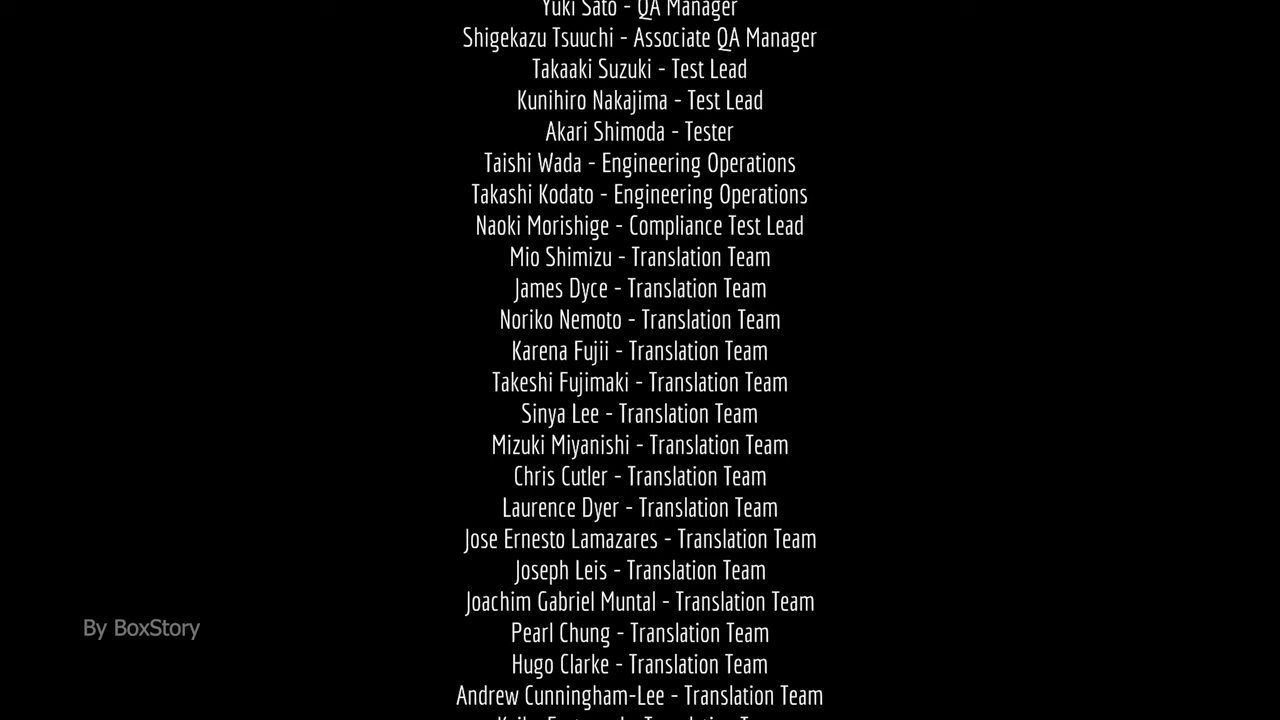 Yuki Sato - QA Manager
Shigekazu Tsuuchi - Associate QA Manager
Takaaki Suzuki - Test Lead
Kunihiro Nakajima - Test Lead
Akari Shimoda - Tester
Taishi Wada - Engineering Operations
Takashi Kodato - Engineering Operations
Naoki Morishige - Compliance Test Lead
Mio Shimizu - Translation Team
James Dyce - Translation Team
Noriko Nemoto - Translation Team
Karena Fujii - Translation Team
Takeshi Fujimaki - Translation Team
Sinya Lee - Translation Team
Mizuki Miyanishi - Translation Team
Chris Cutler - Translation Team
Laurence Dyer - Translation Team
Jose Ernesto Lamazares - Translation Team
Joseph Leis - Translation Team
Joachim Gabriel Muntal - Translation Team
By BoxStory
Pearl Chung - Translation Team
Hugo Clarke - Translation Team
Andrew Cunningham-Lee - Translation Team